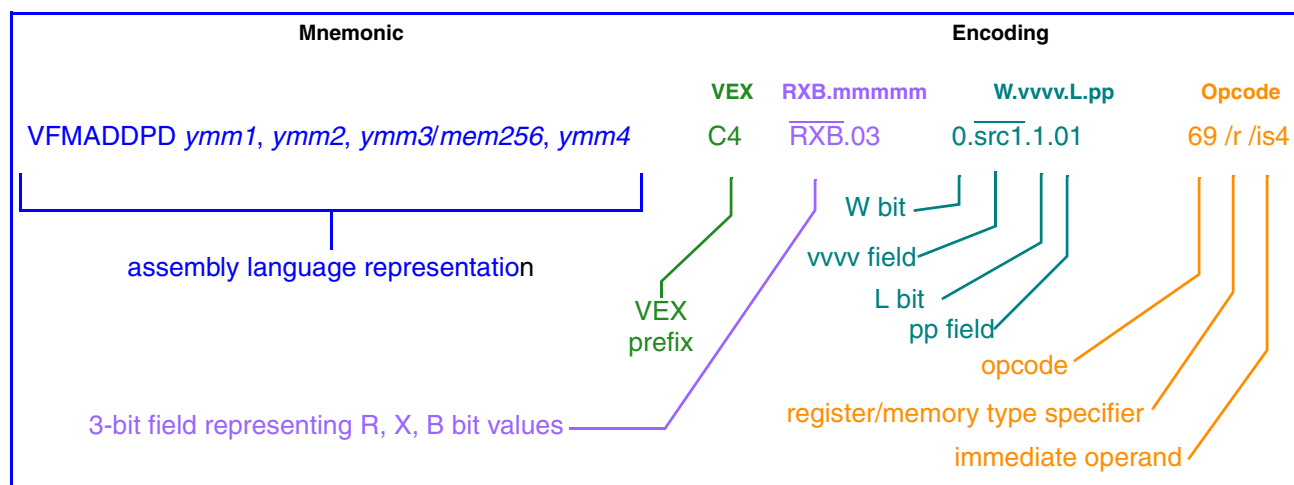 Mnemonic Encoding
VEX RXB.mmmmm W.vvvv.L.pp Opcode
VFMADDPD ymm1, ymm2, ymm3/mem256, ymm4 C4 R̅X̅B̅.03 0.s̅r̅c̅1̅.1.01 69 /r /is4
W bit
vvvv field
assembly language representation
L bit
VEX
prefix
pp field
opcode
register/memory type specifier
3-bit field representing R, X, B bit values
immediate operand